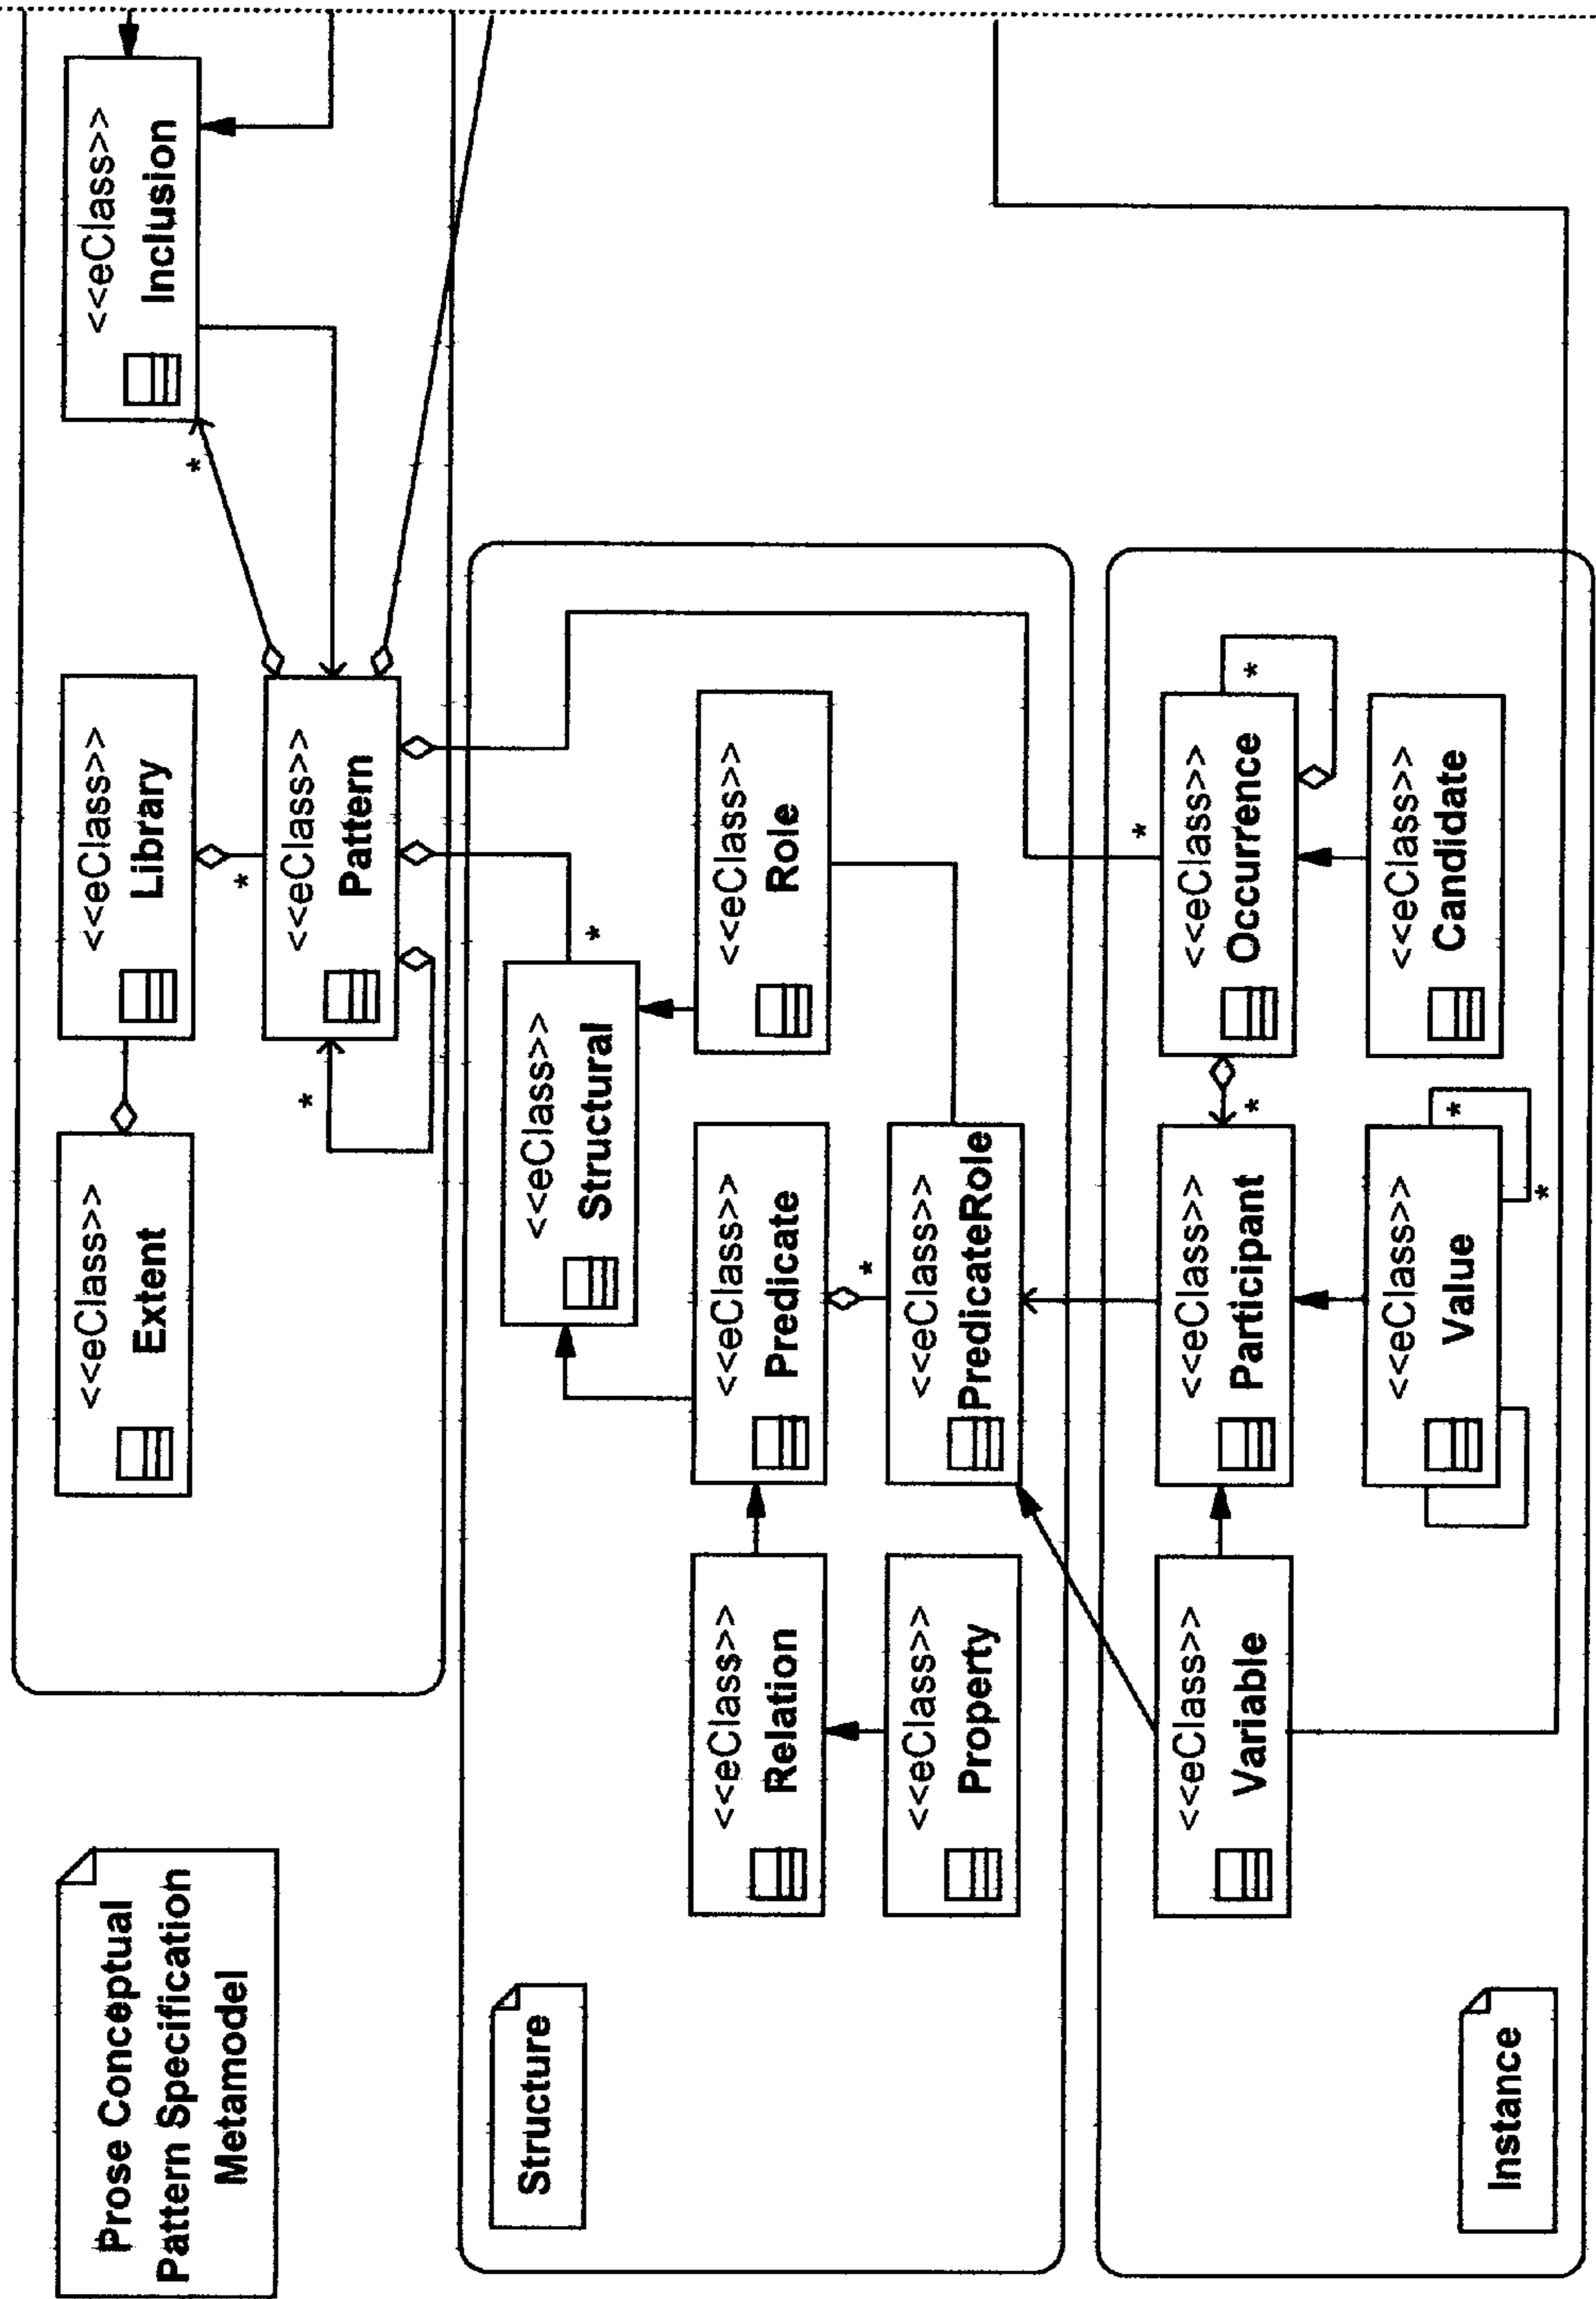 Prose Conceptual
Pattern Specification
Metamodel
<<eClass>>
Extent
<<eClass>>
Library
<<eClass>>
Inclusion
*
*
<<eClass>>
Pattern
*
Structure
<<eClass>>
Structural
*
<<eClass>>
Relation
<<eClass>>
Predicate
<<eClass>>
Role
*
<<eClass>>
Property
<<eClass>>
PredicateRole
Instance
<<eClass>>
Variable
<<eClass>>
Participant
*
<<eClass>>
Occurrence
*
*
<<eClass>>
Value
*
*
<<eClass>>
Candidate